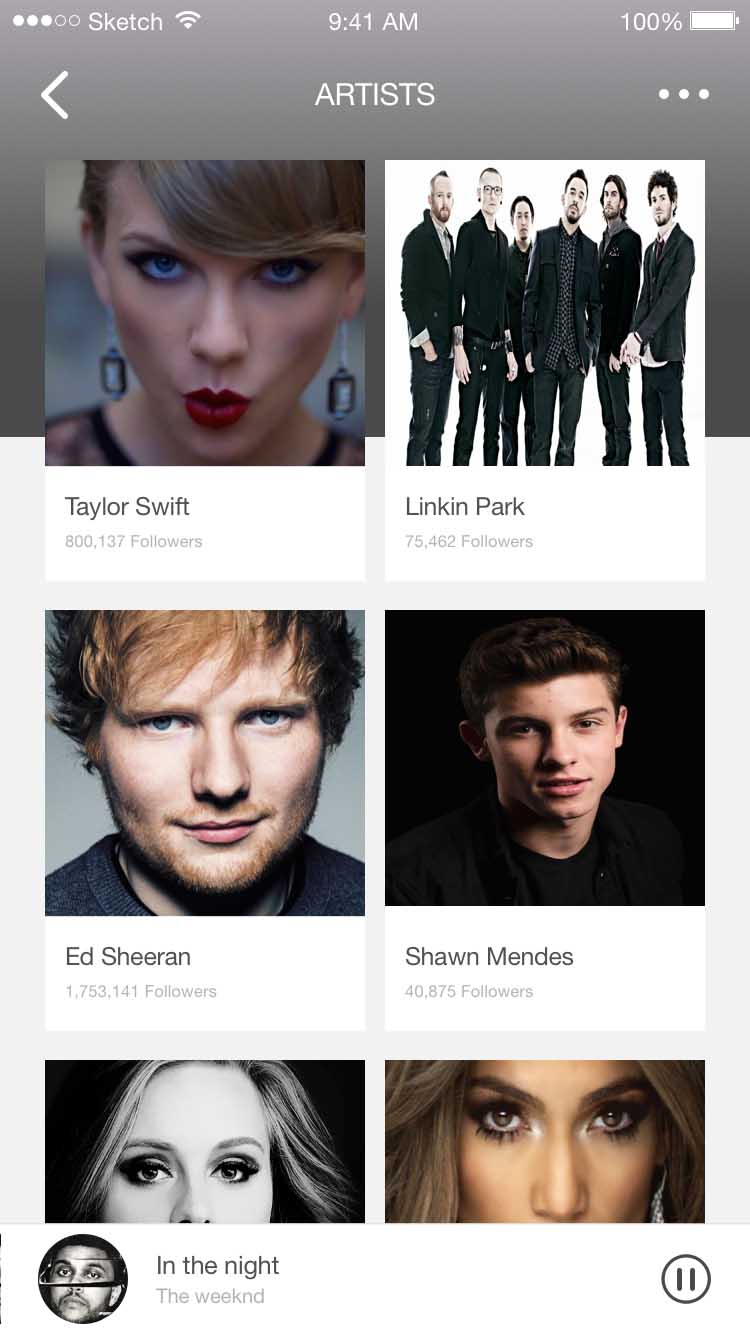 Sketch 9:41 AM 100%
ARTISTS
Taylor Swift
800,137 Followers
Linkin Park
75,462 Followers
Ed Sheeran
1,753,141 Followers
Shawn Mendes
40,875 Followers
In the night
The weeknd